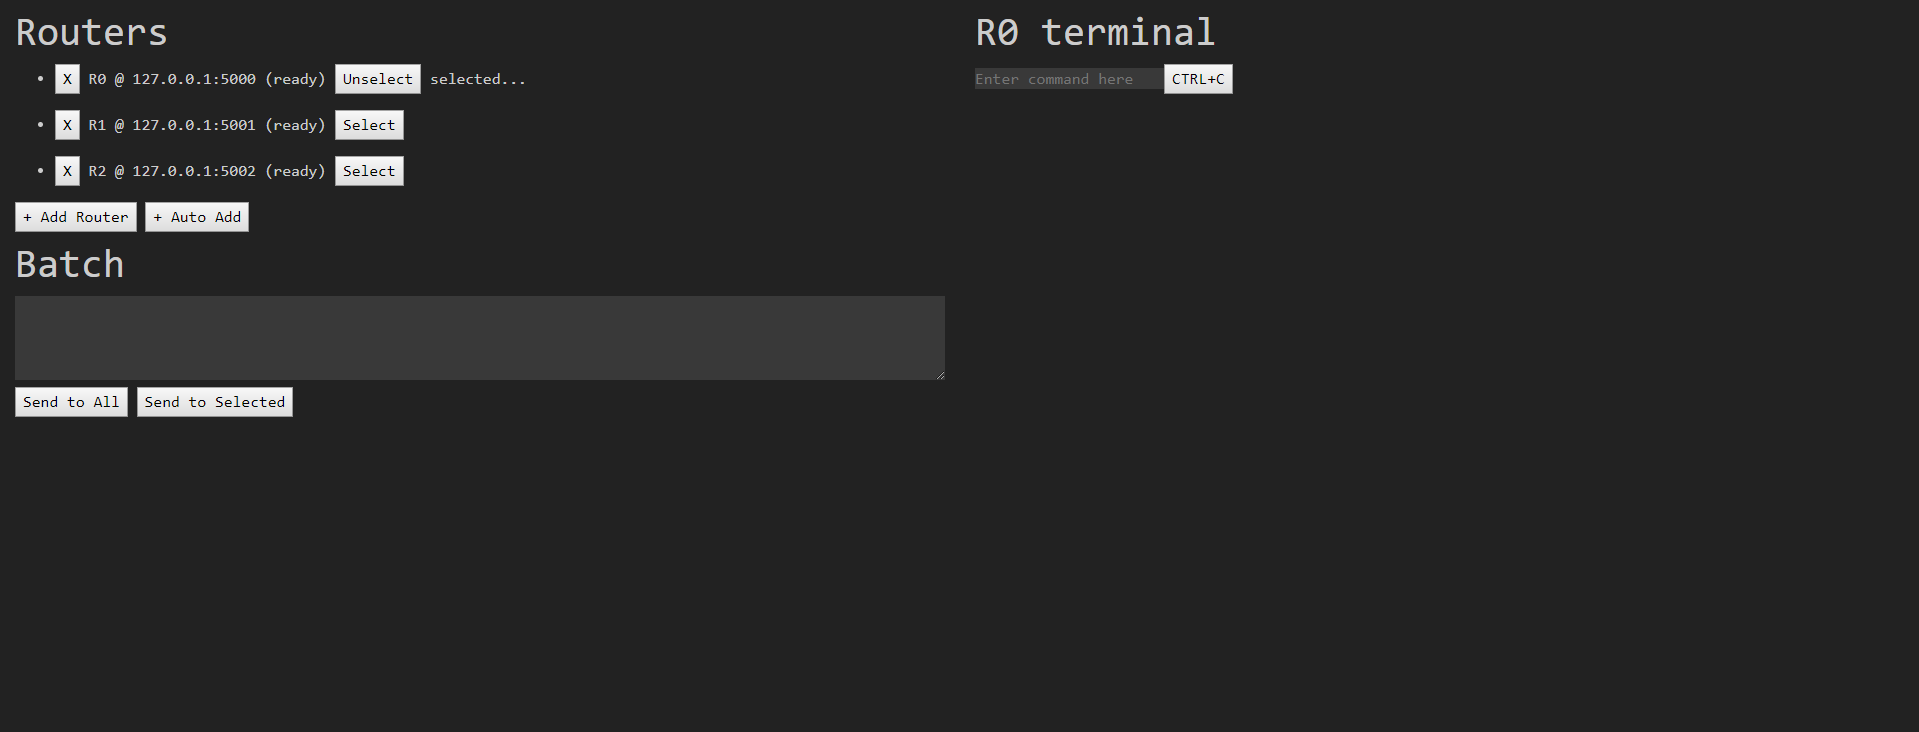 Routers
• X R0 @ 127.0.0.1:5000 (ready) Unselect selected...
• X R1 @ 127.0.0.1:5001 (ready) Select
• X R2 @ 127.0.0.1:5002 (ready) Select
+ Add Router + Auto Add
Batch
Send to All Send to Selected
R0 terminal
Enter command here CTRL+C